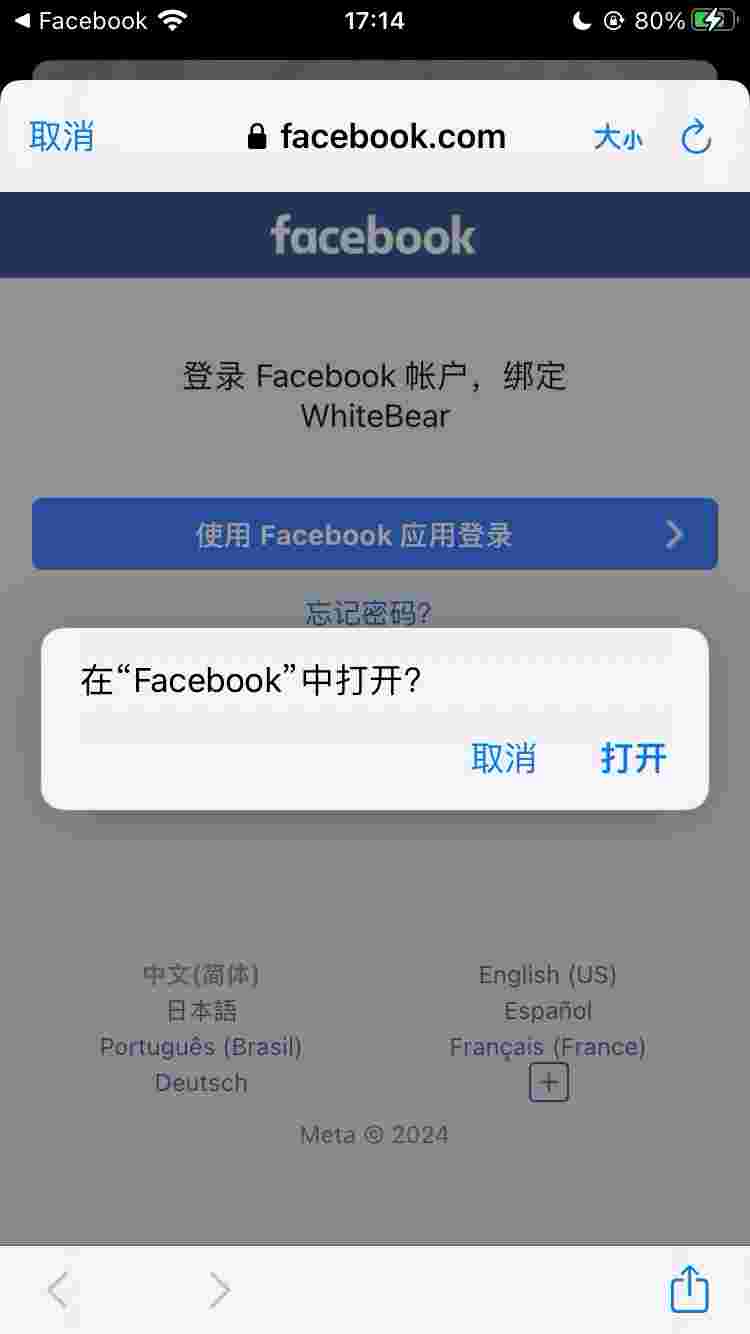 Facebook
17:14
80%
取消
facebook.com
大小
facebook
登录 Facebook 帐户，绑定
WhiteBear
使用 Facebook 应用登录
忘记密码?
在“Facebook”中打开?
取消
打开
中文(简体)
English (US)
日本語
Español
Português (Brasil)
Français (France)
Deutsch
Meta © 2024